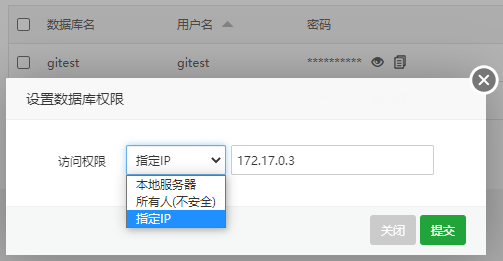 数据库名 用户名 密码
gitest gitest **********
设置数据库权限
访问权限 指定IP 172.17.0.3
本地服务器
所有人(不安全)
指定IP
关闭 提交